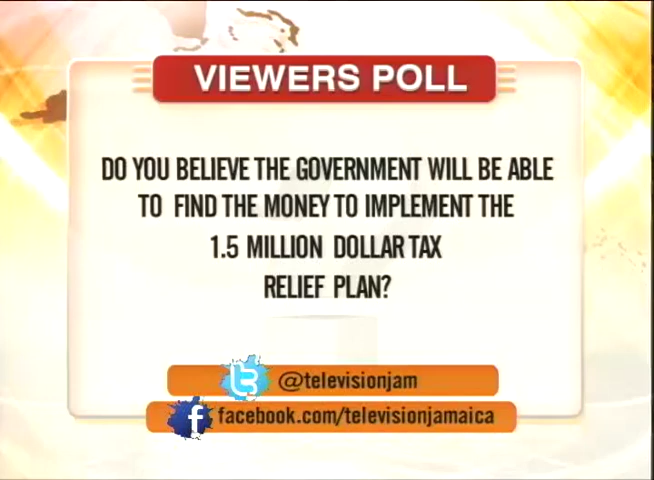 VIEWERS POLL
DO YOU BELIEVE THE GOVERNMENT WILL BE ABLE
TO FIND THE MONEY TO IMPLEMENT THE
1.5 MILLION DOLLAR TAX
RELIEF PLAN?
@televisionjam
facebook.com/televisionjamaica